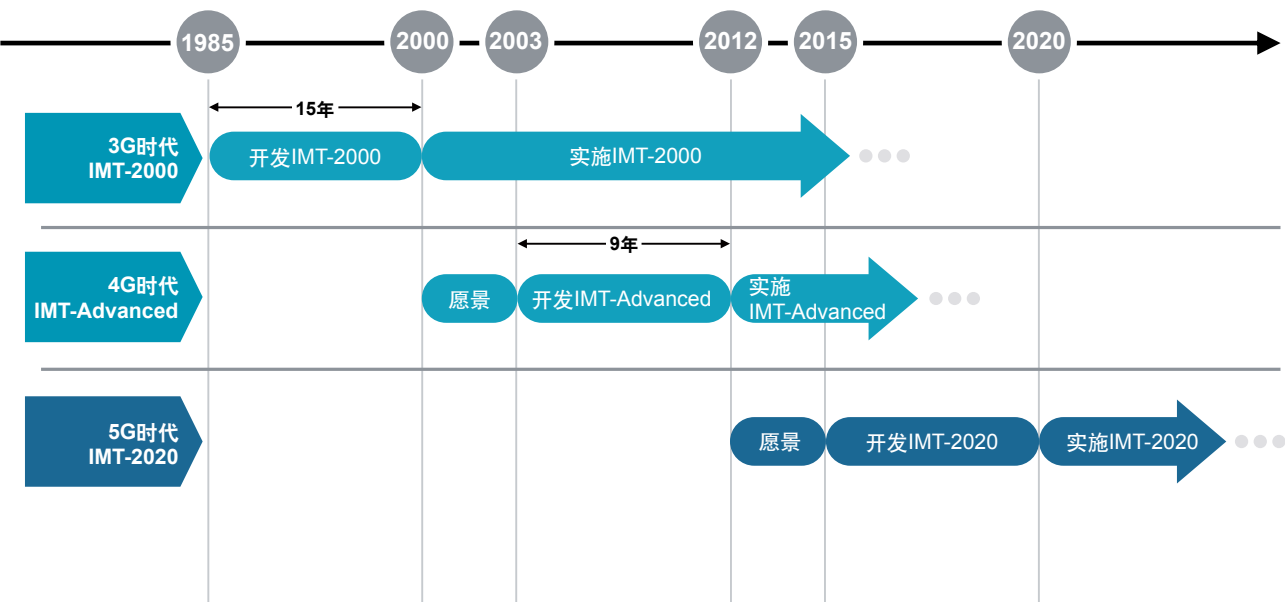 1985
2000
2003
2012
2015
2020
15年
3G时代
IMT-2000
开发IMT-2000
实施IMT-2000
9年
4G时代
IMT-Advanced
愿景
开发IMT-Advanced
实施
IMT-Advanced
5G时代
IMT-2020
愿景
开发IMT-2020
实施IMT-2020